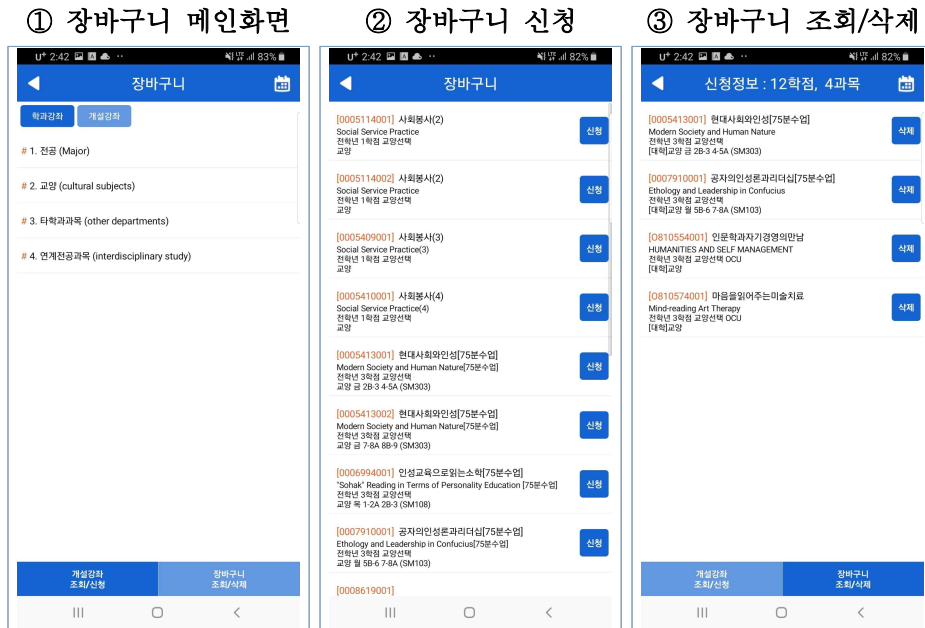 ① 장바구니 메인화면
U+ 2:42
LTE
83%
장바구니
학과강좌
개설강좌
# 1. 전공 (Major)
# 2. 교양 (cultural subjects)
# 3. 타학과과목 (other departments)
# 4. 연계전공과목 (interdisciplinary study)
개설강좌
조회/신청
장바구니
조회/삭제
② 장바구니 신청
U+ 2:42
LTE
83%
장바구니
[0005114001] 사회봉사(2)
Social Service Practice
전학년 1학점 교양선택
교양
신청
[0005114002] 사회봉사(2)
Social Service Practice
전학년 1학점 교양선택
교양
신청
[0005409001] 사회봉사(3)
Social Service Practice(3)
전학년 1학점 교양선택
교양
신청
[0005410001] 사회봉사(4)
Social Service Practice(4)
전학년 1학점 교양선택
교양
신청
[0005413001] 현대사회와인성[75분수업]
Modern Society and Human Nature[75분수업]
전학년 3학점 교양선택
교양 금 2B-3 4-5A (SM303)
신청
[0005413002] 현대사회와인성[75분수업]
Modern Society and Human Nature[75분수업]
전학년 3학점 교양선택
교양 금 7-8A 8B-9 (SM303)
신청
[0006994001] 인성교육으로읽는소학[75분수업]
"Sohak" Reading in Terms of Personality Education [75분수업]
전학년 3학점 교양선택
교양 목 1-2A 2B-3 (SM108)
신청
[0007910001] 공자의인성론과리더십[75분수업]
Ethology and Leadership in Confucius[75분수업]
전학년 3학점 교양선택
교양 월 5B-6 7-8A (SM103)
신청
[0008619001]
③ 장바구니 조회/삭제
U+ 2:42
LTE
82%
신청정보 : 12학점, 4과목
[0005413001] 현대사회와인성[75분수업]
Modern Society and Human Nature
전학년 3학점 교양선택
[대학]교양 금 2B-3 4-5A (SM303)
삭제
[0007910001] 공자의인성론과리더십[75분수업]
Ethology and Leadership in Confucius
전학년 3학점 교양선택
[대학]교양 월 5B-6 7-8A (SM103)
삭제
[O810554001] 인문학과자기경영의만남
HUMANITIES AND SELF MANAGEMENT
전학년 3학점 교양선택 OCU
[대학]교양
삭제
[O810574001] 마음을읽어주는미술치료
Mind-reading Art Therapy
전학년 3학점 교양선택 OCU
[대학]교양
삭제
개설강좌
조회/신청
장바구니
조회/삭제